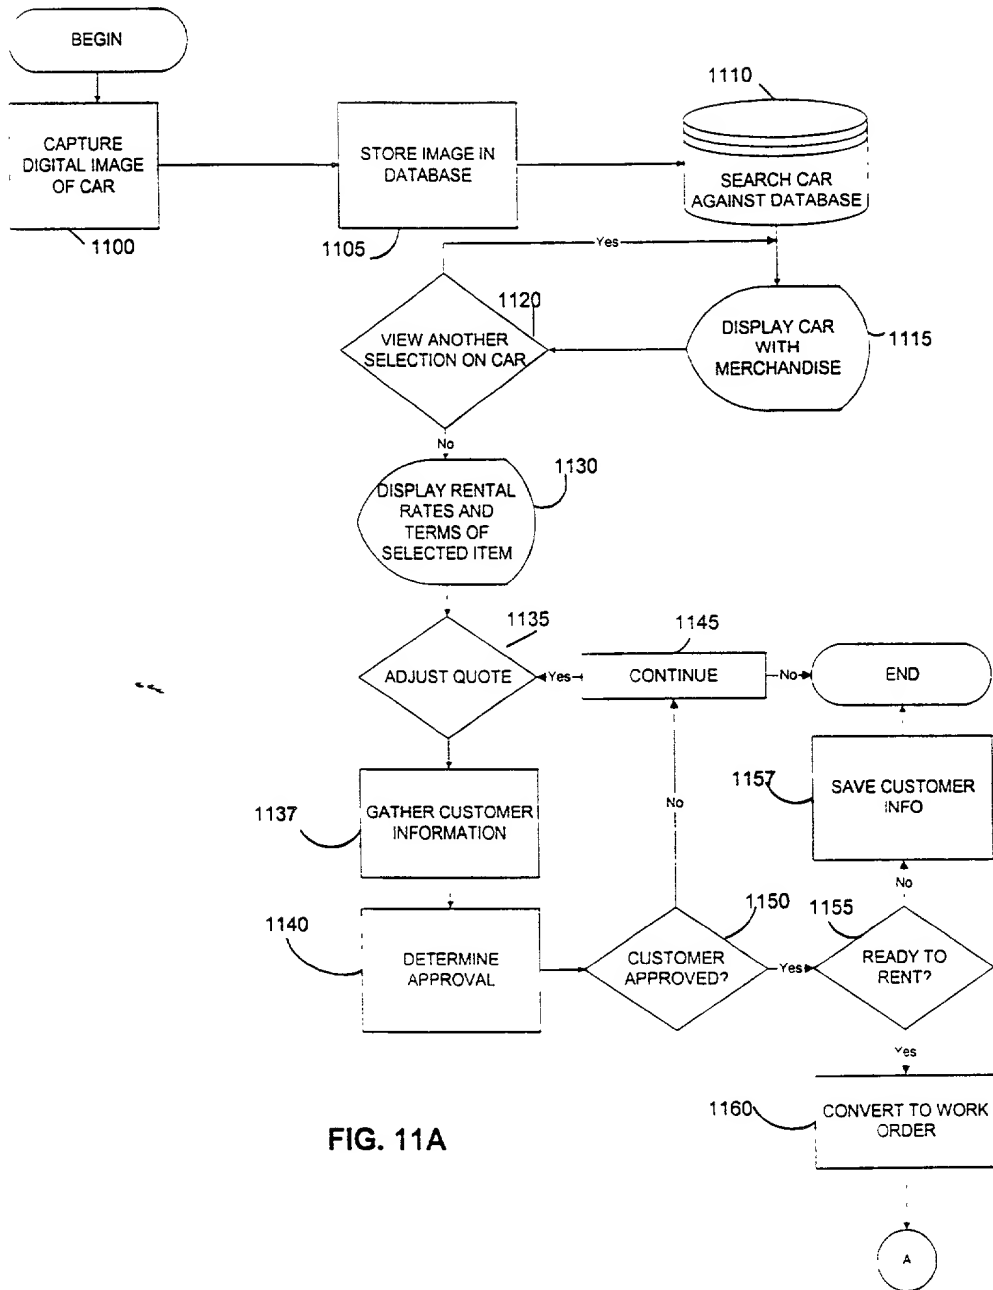 BEGIN
1110
CAPTURE
DIGITAL IMAGE
OF CAR
STORE IMAGE IN
DATABASE
SEARCH CAR
AGAINST DATABASE
1100
1105
Yes
1120
VIEW ANOTHER
SELECTION ON CAR
DISPLAY CAR
WITH
MERCHANDISE
1115
No
1130
DISPLAY RENTAL
RATES AND
TERMS OF
SELECTED ITEM
1135
1145
ADJUST QUOTE
Yes
CONTINUE
No
END
1157
SAVE CUSTOMER
INFO
1137
GATHER CUSTOMER
INFORMATION
No
No
1140
1150
1155
DETERMINE
APPROVAL
CUSTOMER
APPROVED?
Yes
READY TO
RENT?
Yes
1160
CONVERT TO WORK
ORDER
FIG. 11A
A